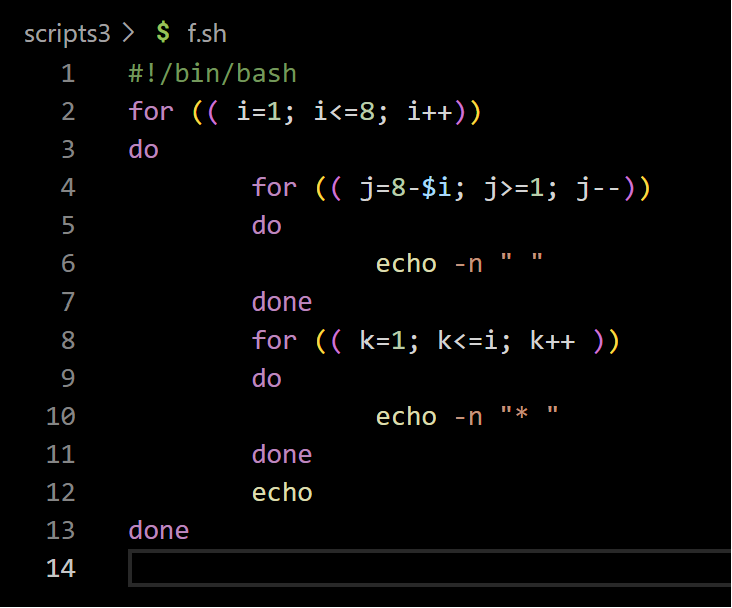 scripts3 > $ f.sh
1 #!/bin/bash
2 for (( i=1; i<=8; i++))
3 do
4         for (( j=8-$i; j>=1; j--))
5         do
6                 echo -n " "
7         done
8         for (( k=1; k<=i; k++ ))
9         do
10                 echo -n "* "
11         done
12         echo
13 done
14